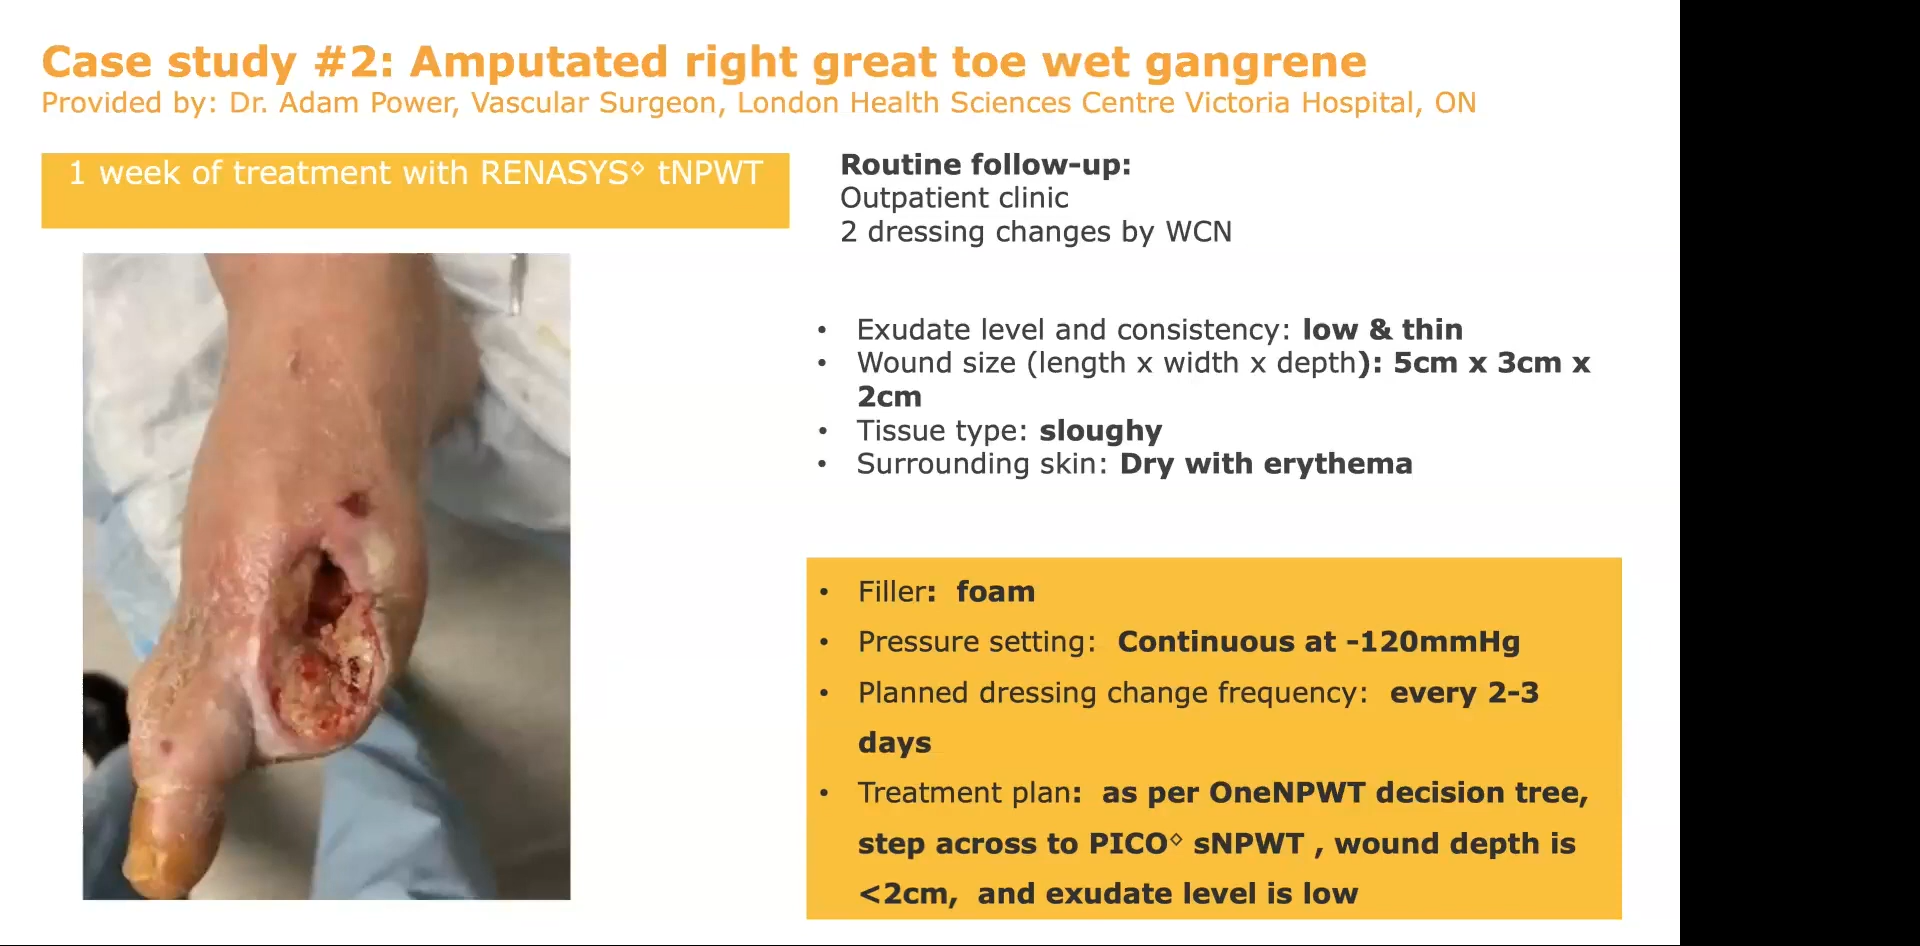 Case study #2: Amputated right great toe wet gangrene
Provided by: Dr. Adam Power, Vascular Surgeon, London Health Sciences Centre Victoria Hospital, ON
1 week of treatment with RENASYS◊ tNPWT
Routine follow-up:
Outpatient clinic
2 dressing changes by WCN
• Exudate level and consistency: low & thin
• Wound size (length x width x depth): 5cm x 3cm x
2cm
• Tissue type: sloughy
• Surrounding skin: Dry with erythema
• Filler: foam
• Pressure setting: Continuous at -120mmHg
• Planned dressing change frequency: every 2-3
days
• Treatment plan: as per OneNPWT decision tree,
step across to PICO◊ sNPWT , wound depth is
<2cm, and exudate level is low